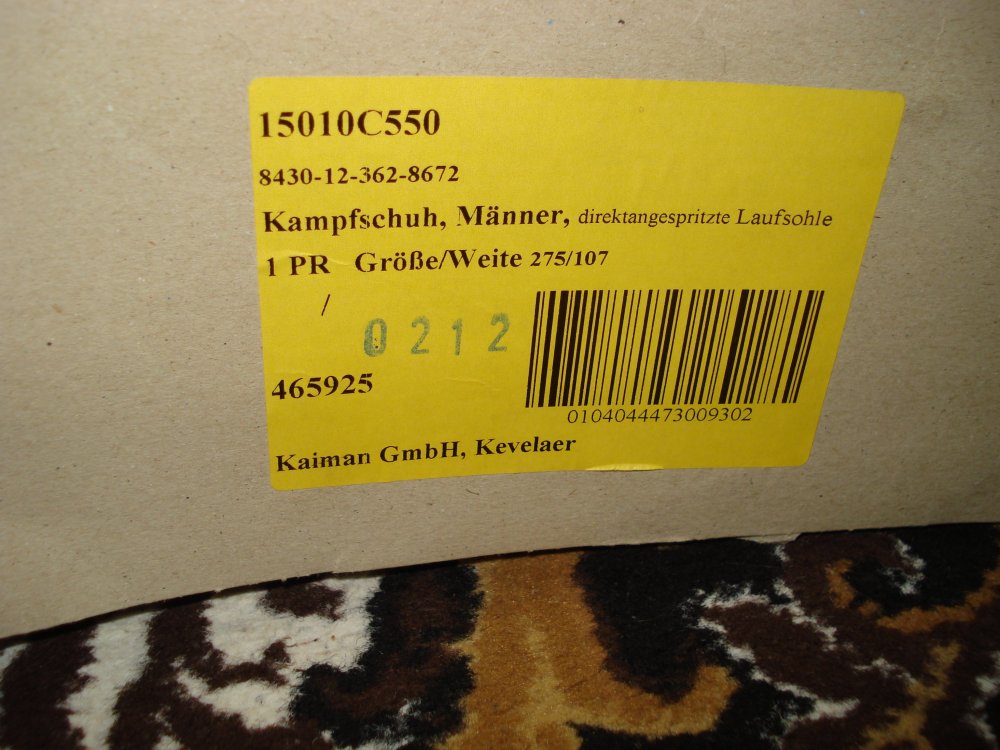 15010C550
8430-12-362-8672
Kampfschuh, Männer, direktangespritzte Laufsohle
1 PR Größe/Weite 275/107
/
0212
465925
0104044473009302
Kaiman GmbH, Kevelaer